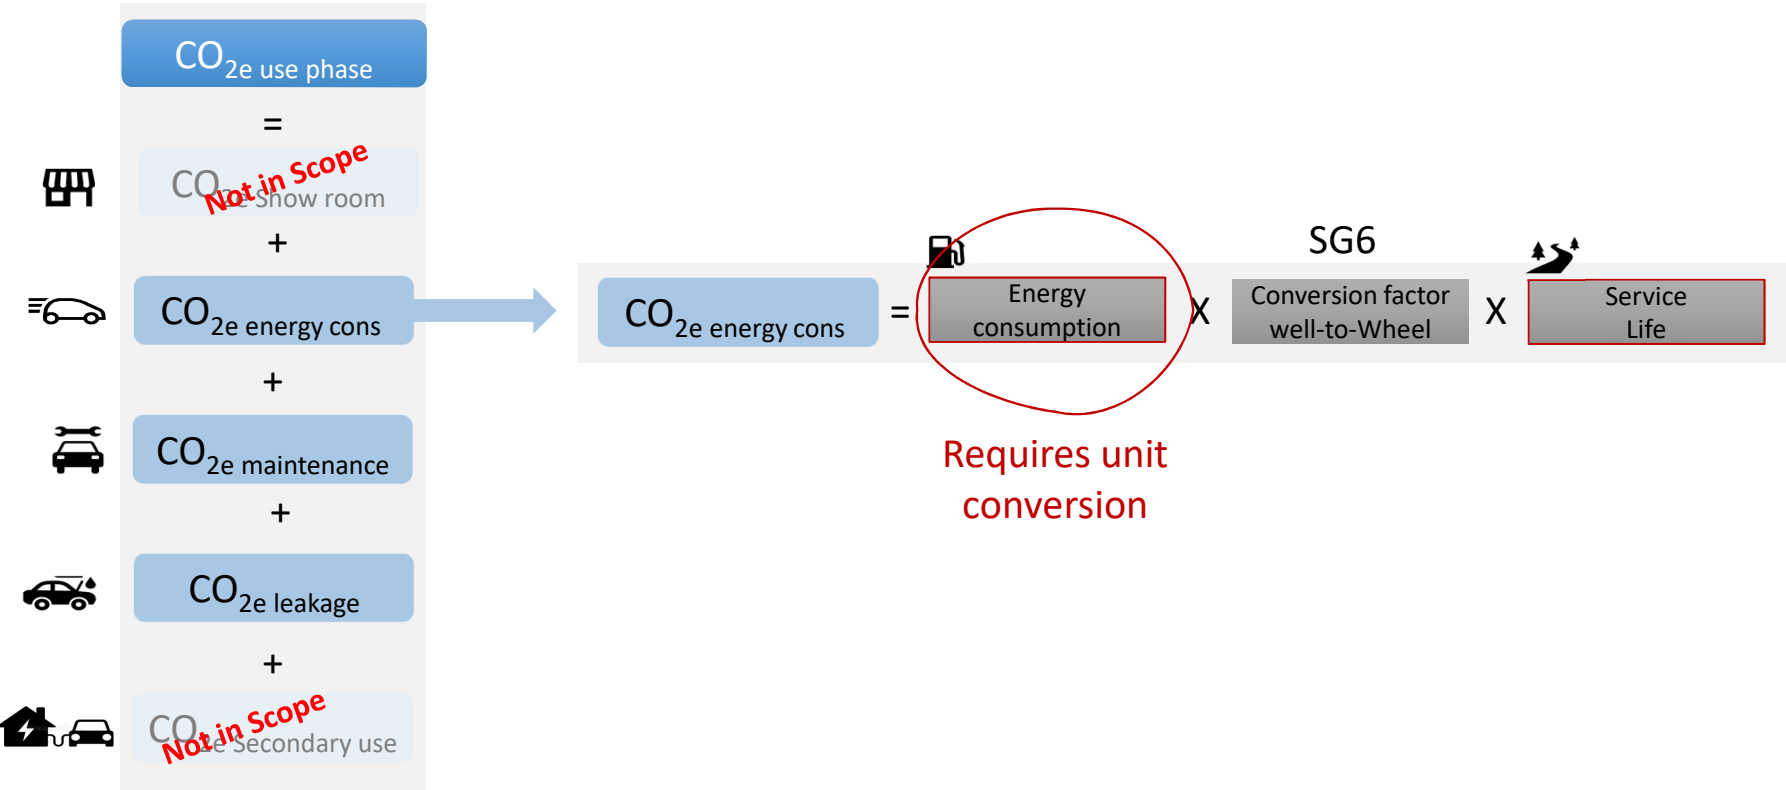 CO2e use phase
=
CO2e Show room
Not in Scope
+
CO2e energy cons
+
CO2e maintenance
+
CO2e leakage
+
CO2e Secondary use
Not in Scope
SG6
CO2e energy cons = Energy consumption X Conversion factor well-to-Wheel X Service Life
Requires unit
conversion